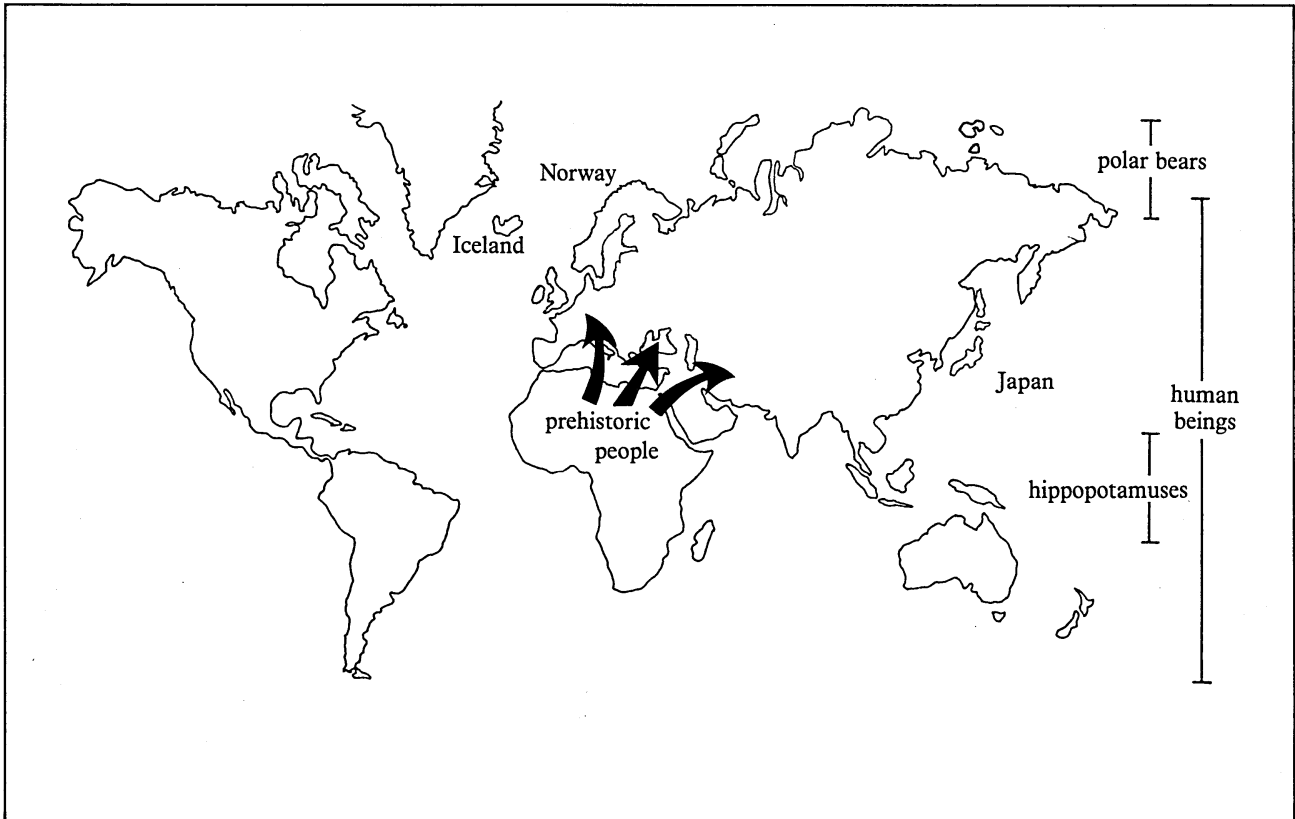 Norway
polar bears
Iceland
Japan
human
beings
prehistoric
people
hippopotamuses